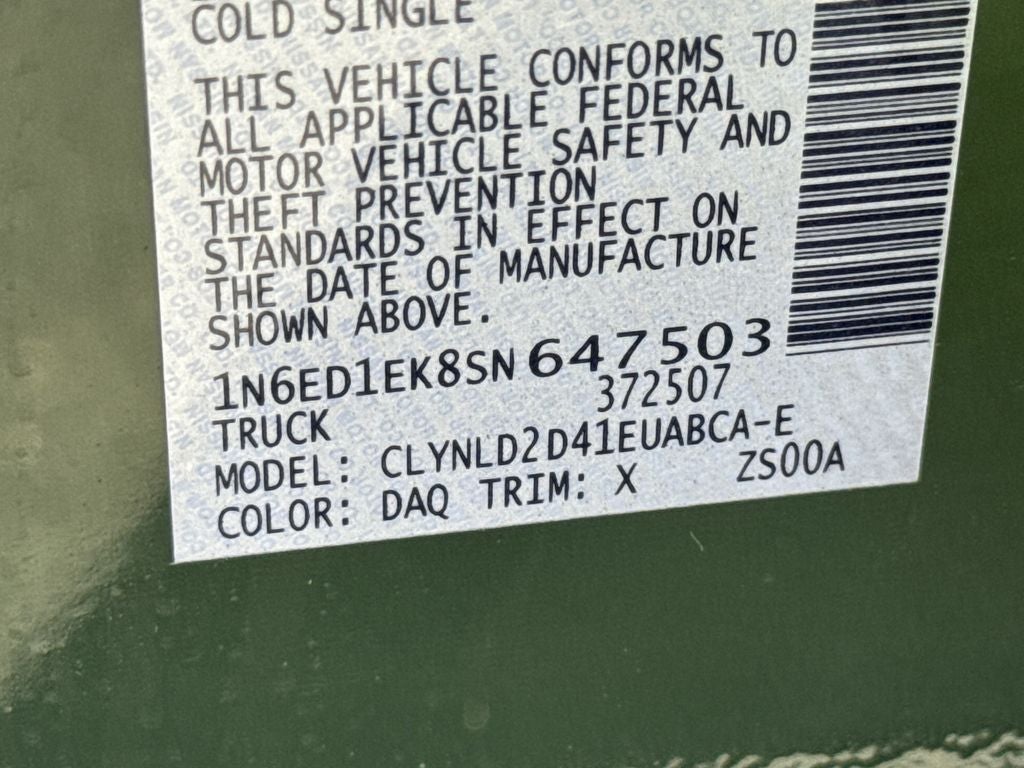 COLD SINGLE
THIS VEHICLE CONFORMS TO
ALL APPLICABLE FEDERAL
MOTOR VEHICLE SAFETY AND
THEFT PREVENTION
STANDARDS IN EFFECT ON
THE DATE OF MANUFACTURE
SHOWN ABOVE.
1N6ED1EK8SN647503
TRUCK 372507
MODEL: CLYNLD2D41EUABCA-E
COLOR: DAQ TRIM: X ZS00A